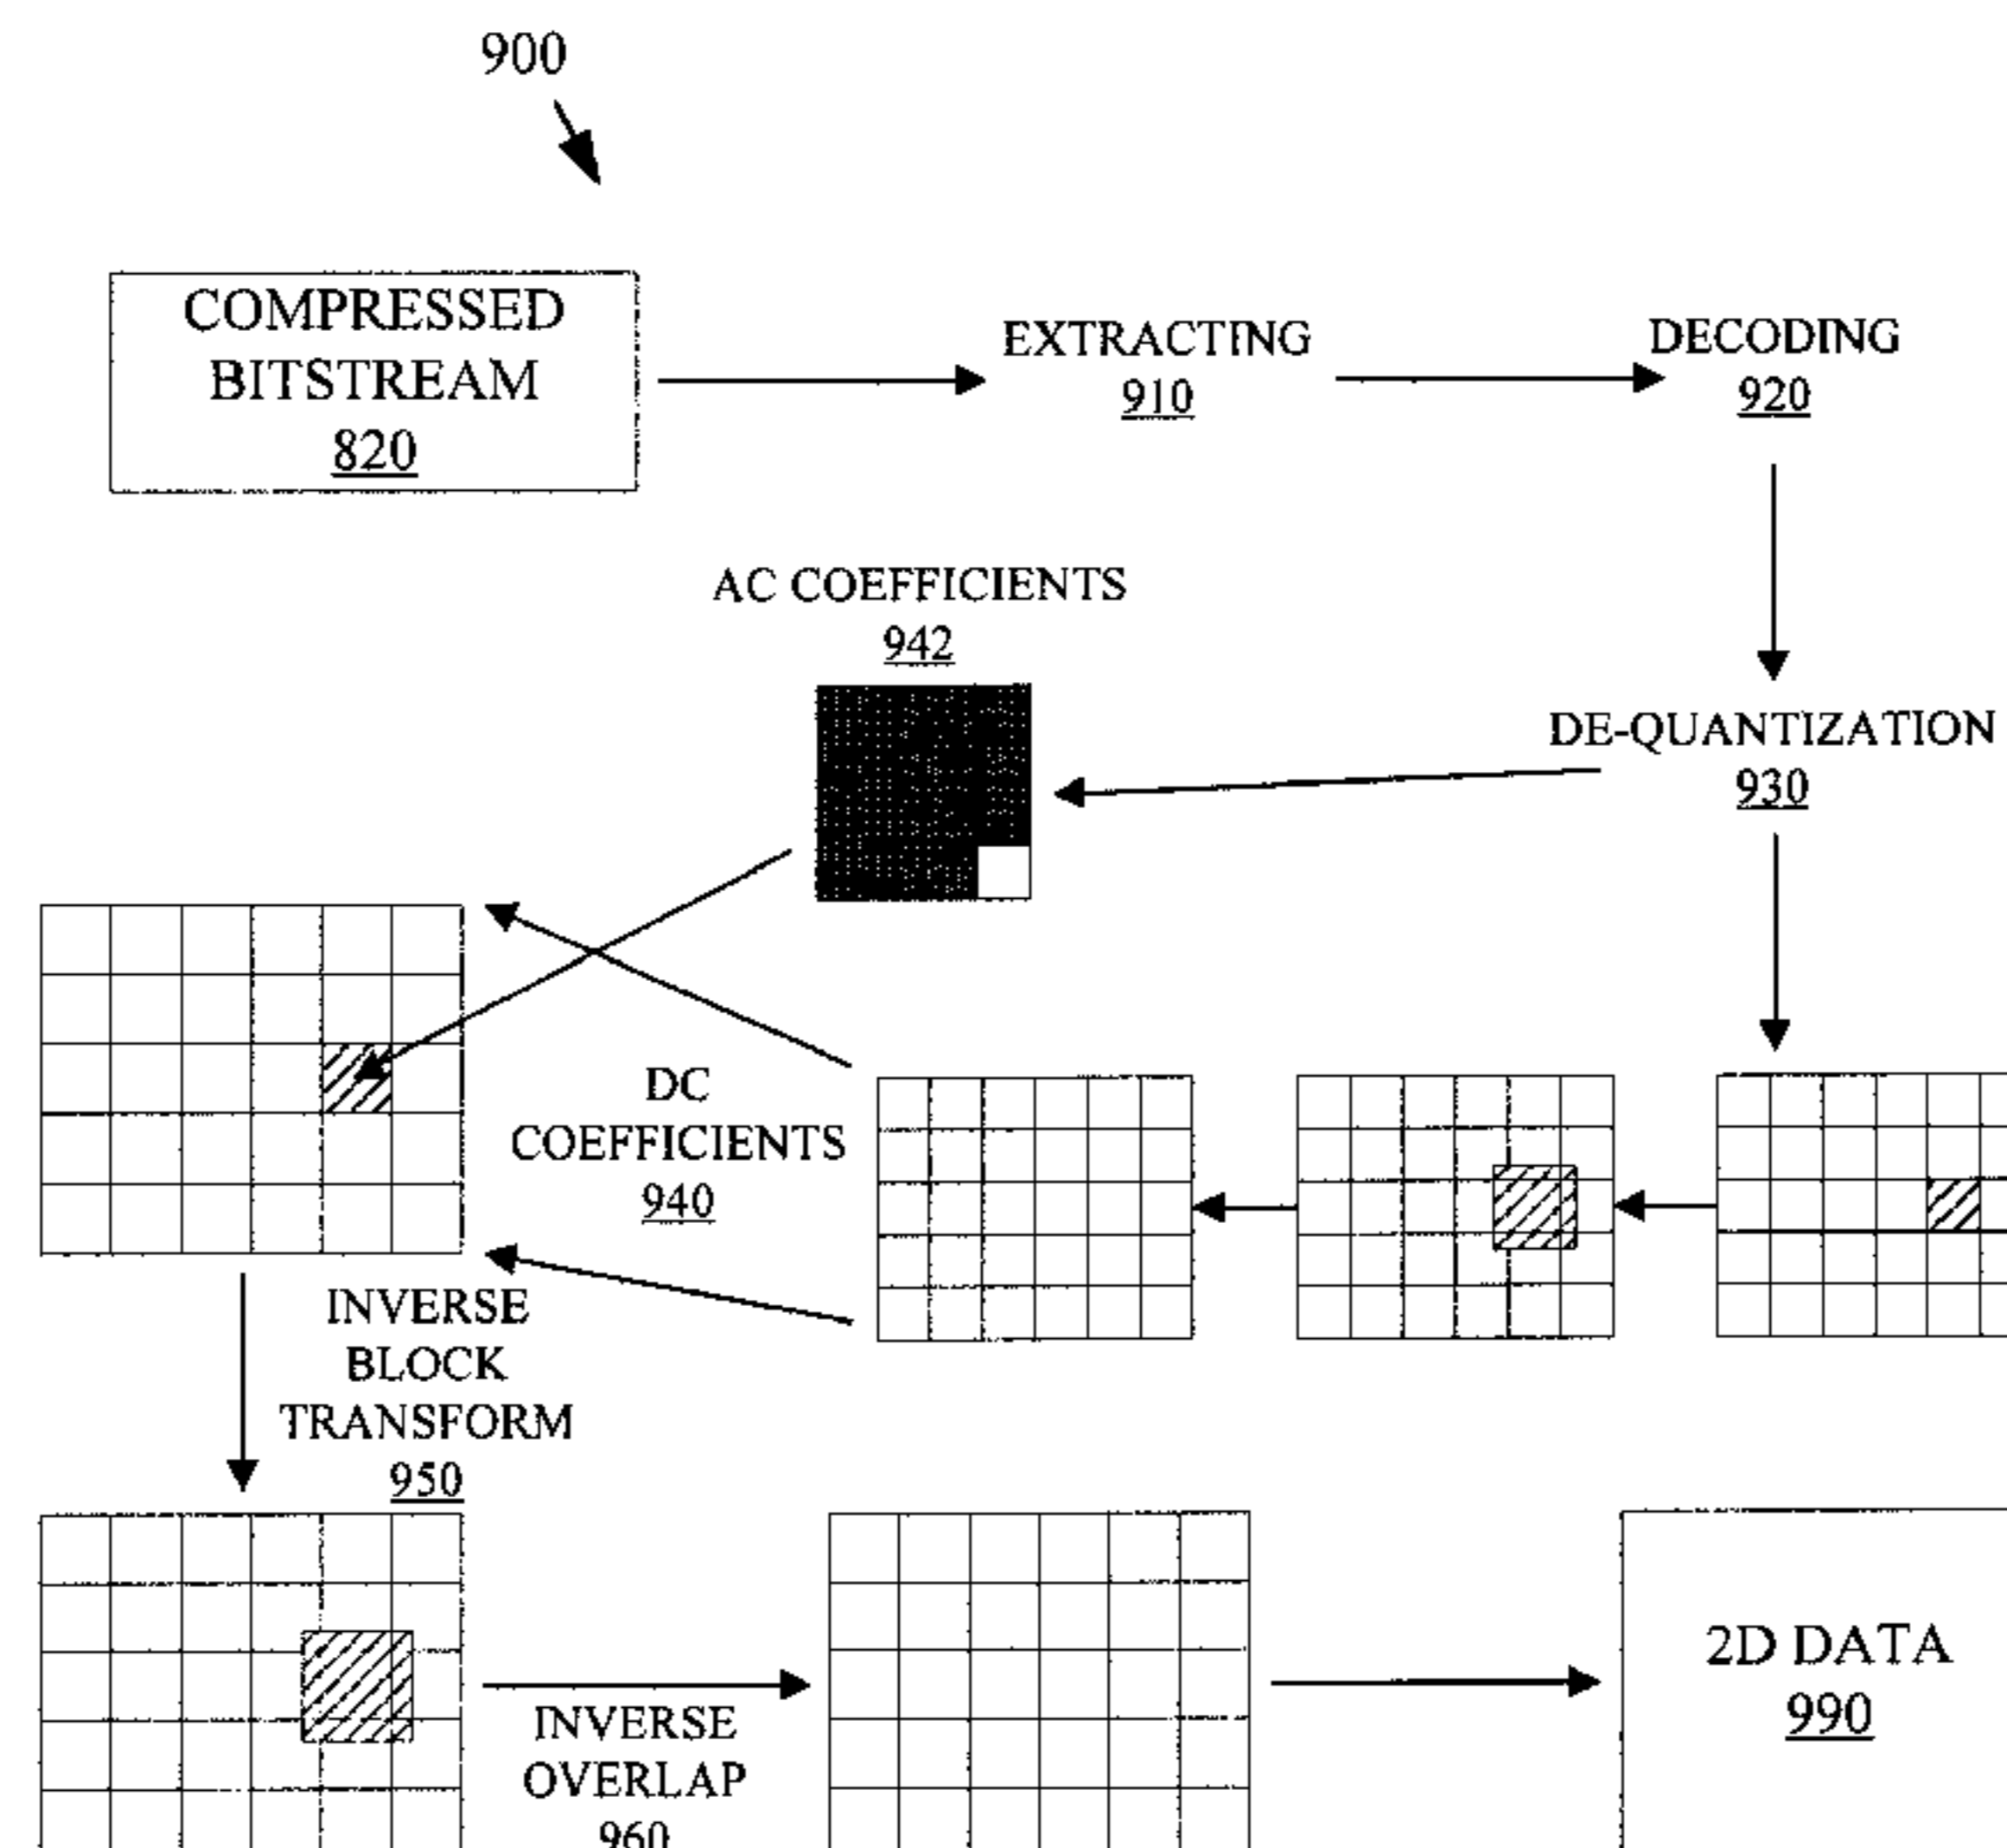 900
COMPRESSED
BITSTREAM
820
EXTRACTING
910
DECODING
920
AC COEFFICIENTS
942
DE-QUANTIZATION
930
DC
COEFFICIENTS
940
INVERSE
BLOCK
TRANSFORM
950
INVERSE
OVERLAP
960
2D DATA
990